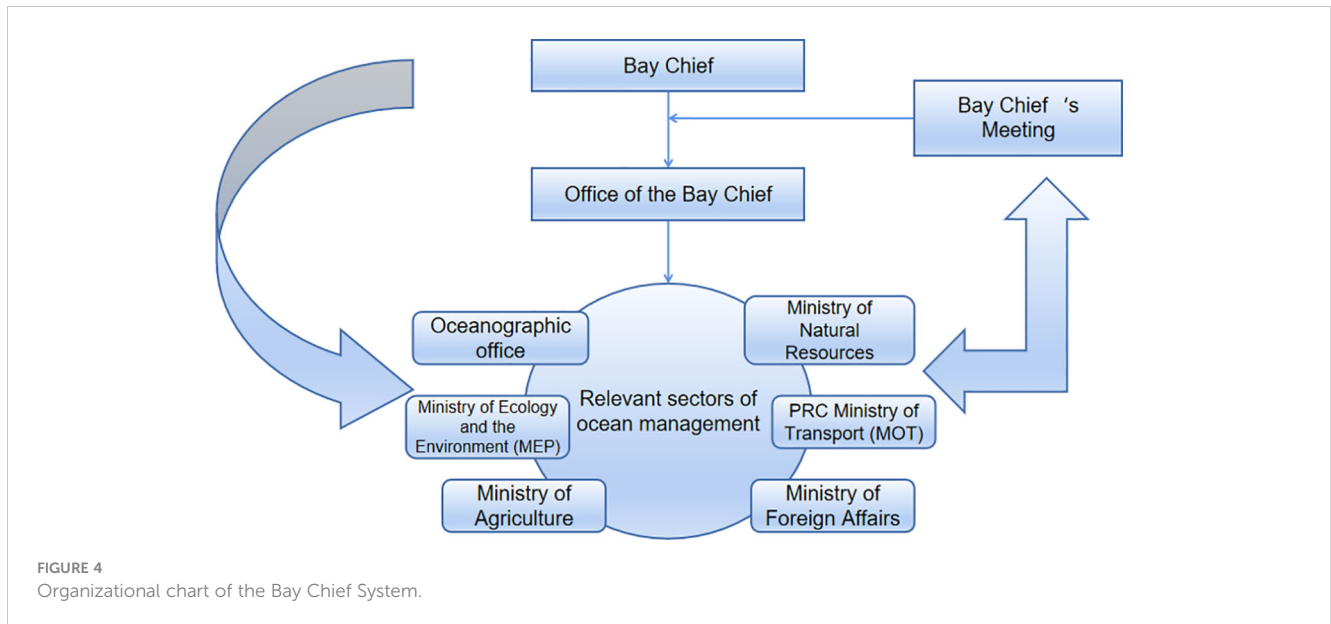 Bay Chief
Bay Chief ‘s
Meeting
Office of the Bay Chief
Oceanographic
office
Ministry of
Natural
Resources
Relevant sectors of
ocean management
Ministry of Ecology
and the
Environment (MEP)
PRC Ministry of
Transport (MOT)
Ministry of
Agriculture
Ministry of
Foreign Affairs
FIGURE 4
Organizational chart of the Bay Chief System.